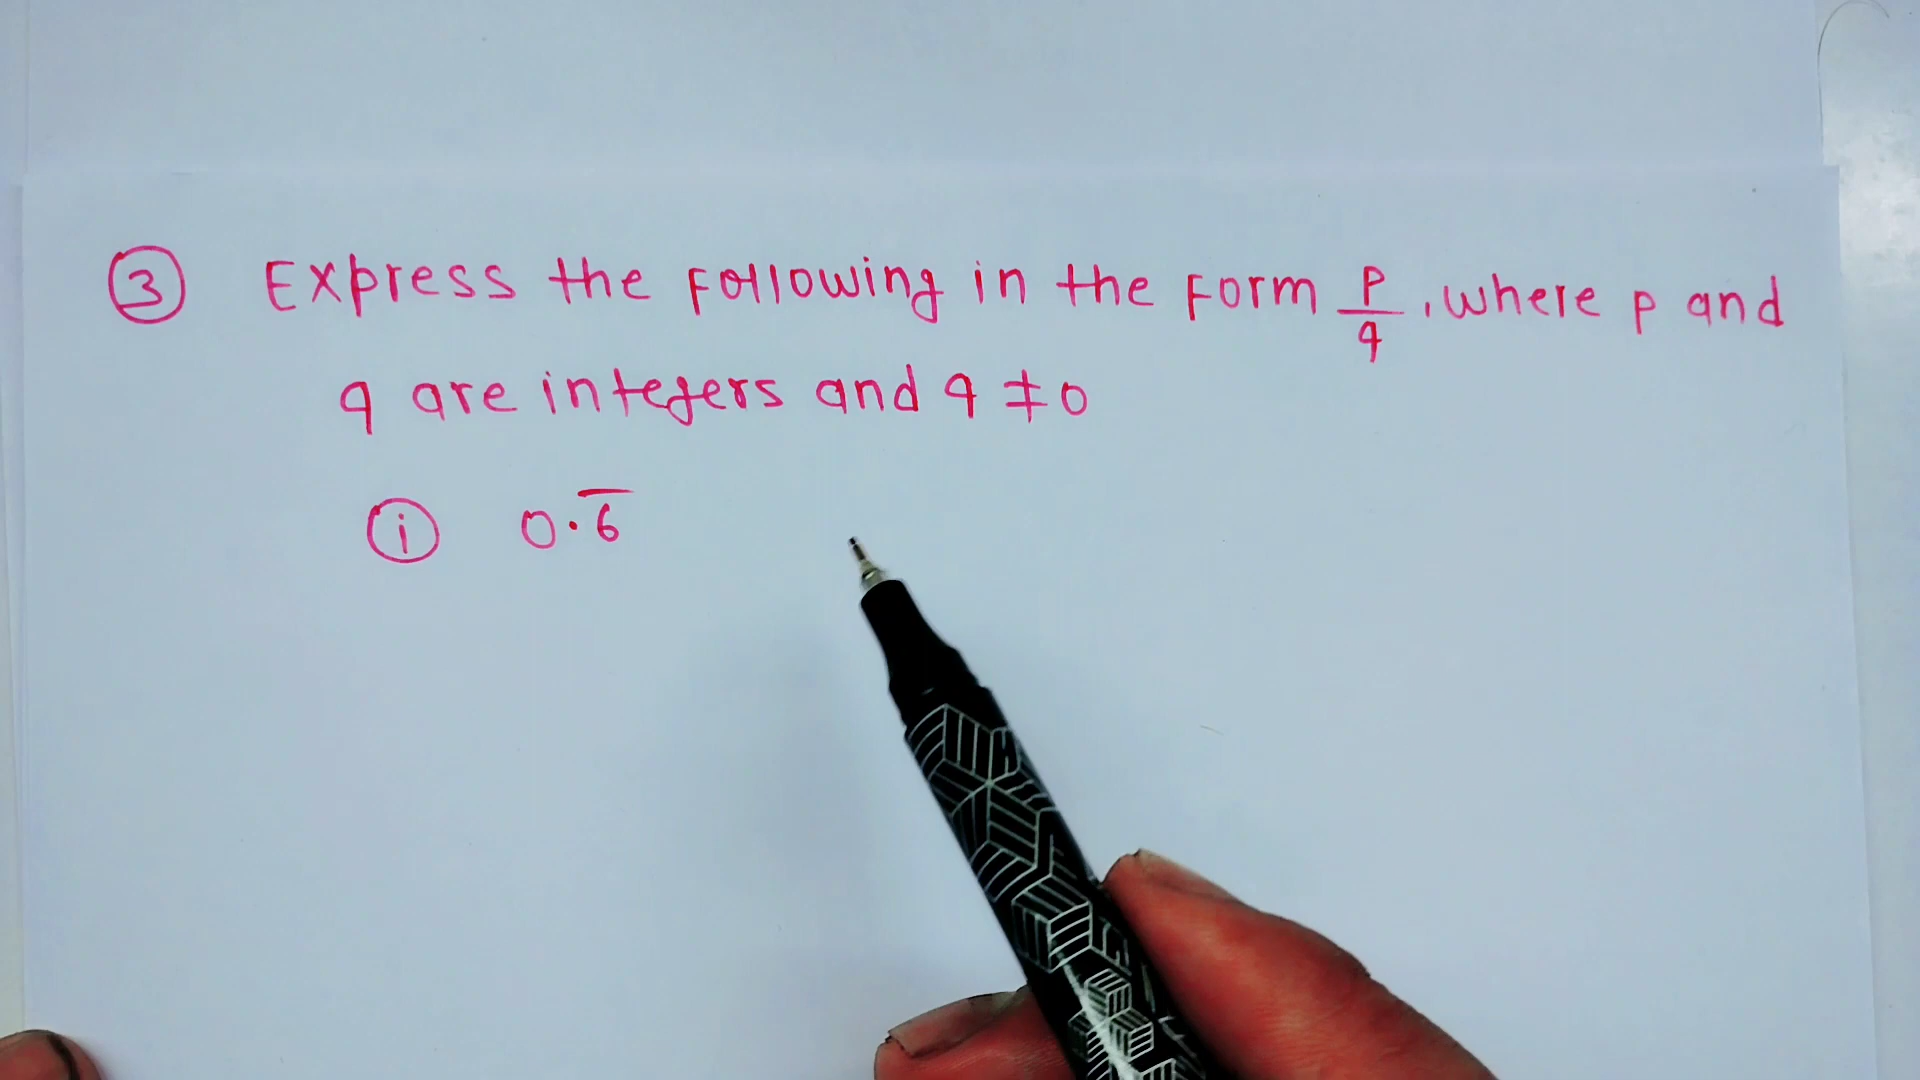 ③ Express the following in the form p/q, where p and
q are integers and q ≠ 0
ⓘ 0.6̅